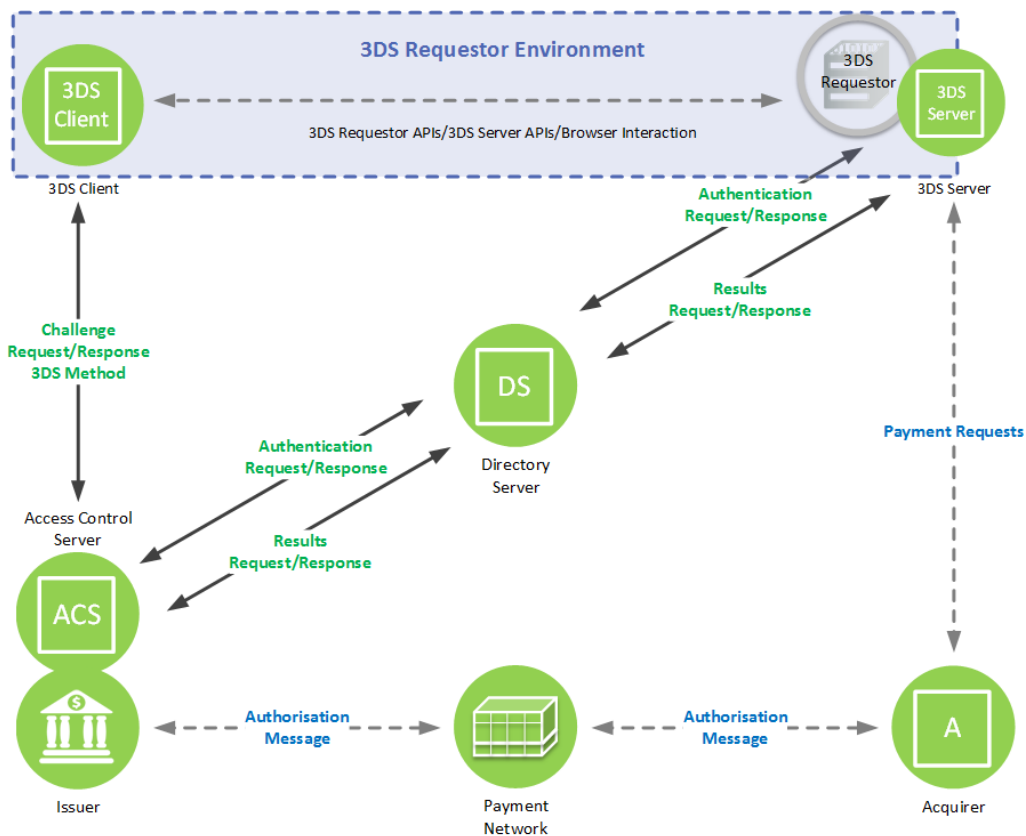 3DS Requestor Environment
3DS
Client
3DS
Requestor
3DS
Server
3DS Requestor APIs/3DS Server APIs/Browser Interaction
3DS Client
3DS Server
Authentication
Request/Response
Results
Request/Response
Challenge
Request/Response
3DS Method
DS
Directory
Server
Payment Requests
Authentication
Request/Response
Results
Request/Response
Access Control
Server
ACS
$
Authorisation
Message
Authorisation
Message
A
Issuer
Payment
Network
Acquirer